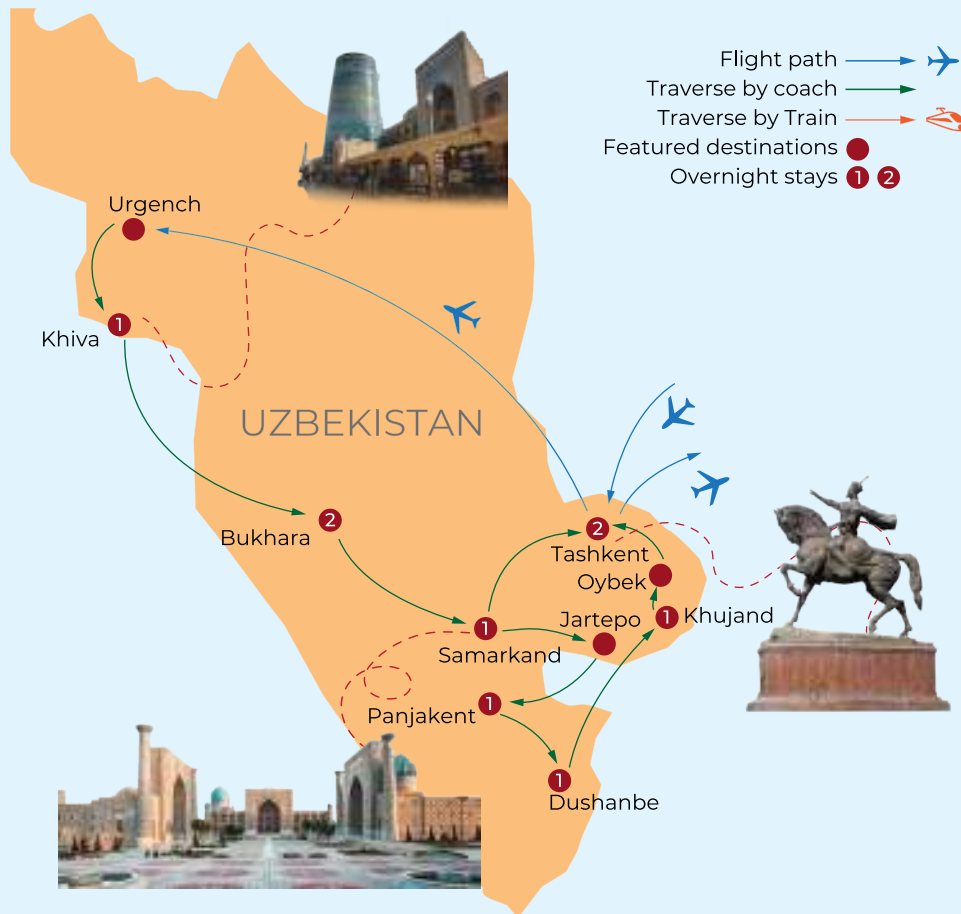 Flight path
Traverse by coach
Traverse by Train
Featured destinations
Overnight stays 1 2
Urgench
1
Khiva
UZBEKISTAN
2
Bukhara
2
Tashkent
Oybek
Jartepo
1 Khujand
1
Samarkand
Panjakent 1
1
Dushanbe